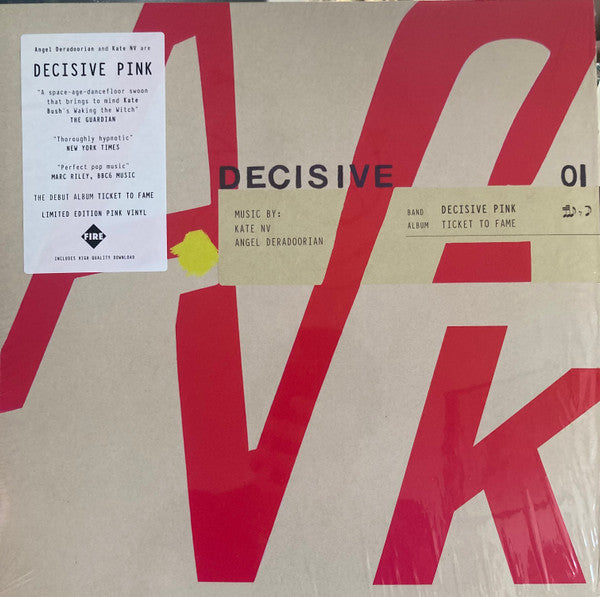 Angel Deradoorian and Kate NV are
DECISIVE PINK
"A space-age-dancefloor swoon
that brings to mind Kate
Bush's Waking the Witch"
THE GUARDIAN
"Thoroughly hypnotic"
NEW YORK TIMES
"Perfect pop music"
MARC RILEY, BBC6 MUSIC
THE DEBUT ALBUM TICKET TO FAME
LIMITED EDITION PINK VINYL
FIRE
INCLUDES HIGH QUALITY DOWNLOAD
DECISIVE 01
MUSIC BY:
KATE NV
ANGEL DERADOORIAN
BAND DECISIVE PINK
ALBUM TICKET TO FAME